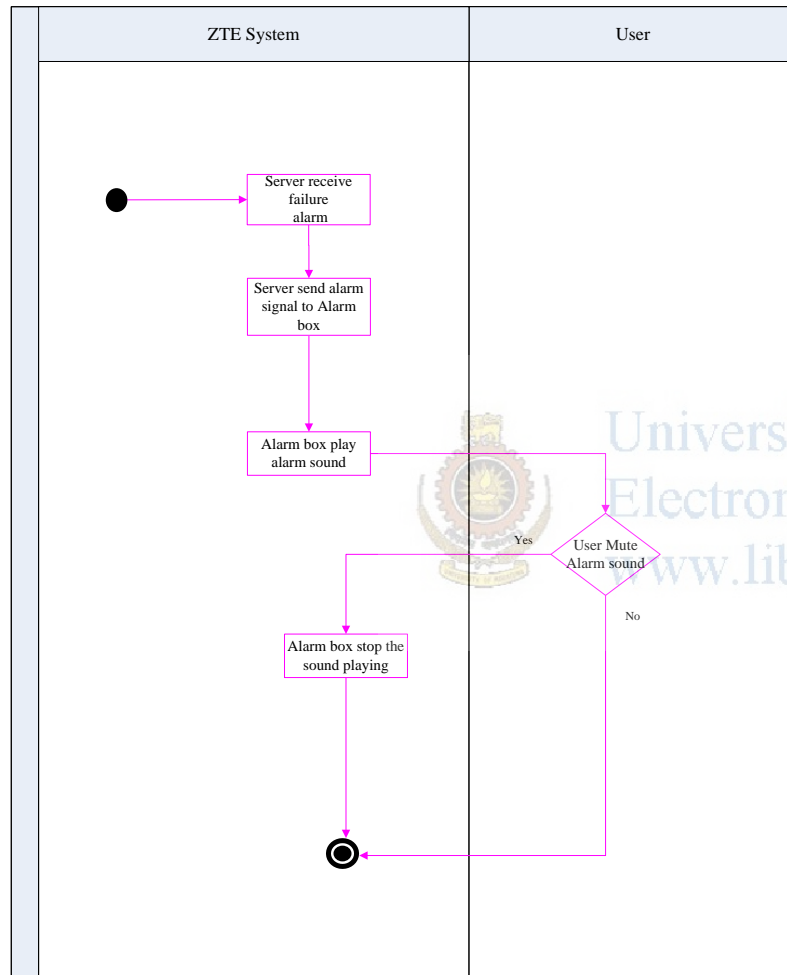 ZTE System
User
Server receive
failure
alarm
Server send alarm
signal to Alarm
box
Alarm box play
alarm sound
Univers
Electron
www.lib
User Mute
Alarm sound
Yes
No
Alarm box stop the
sound playing